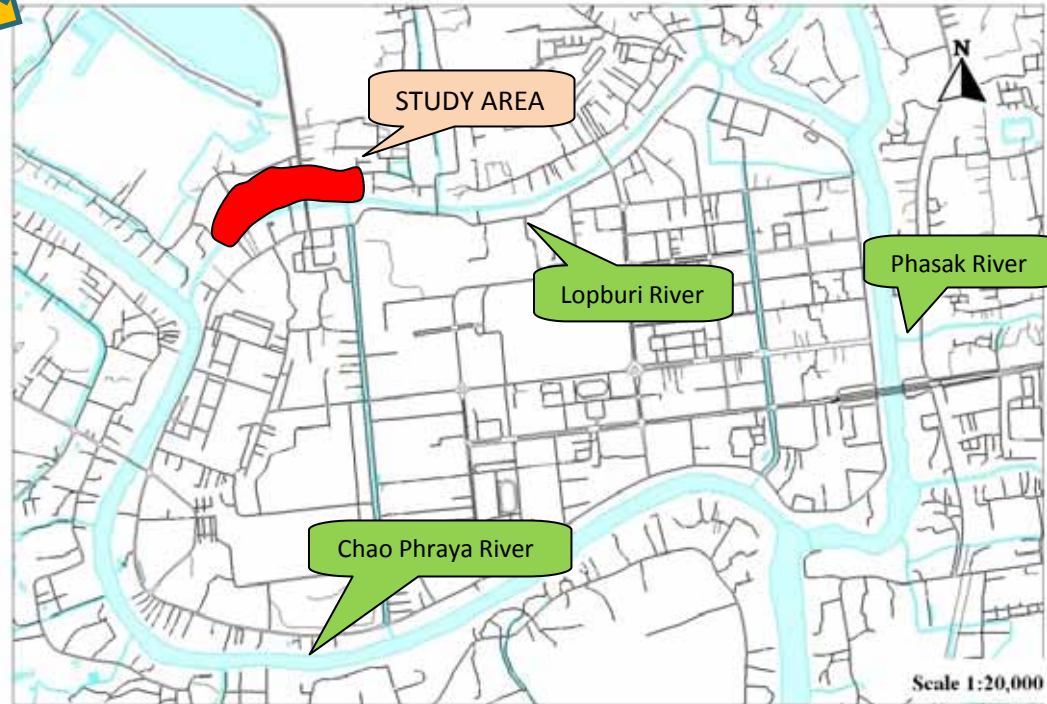 N
STUDY AREA
Phasak River
Lopburi River
Chao Phraya River
Scale 1:20,000